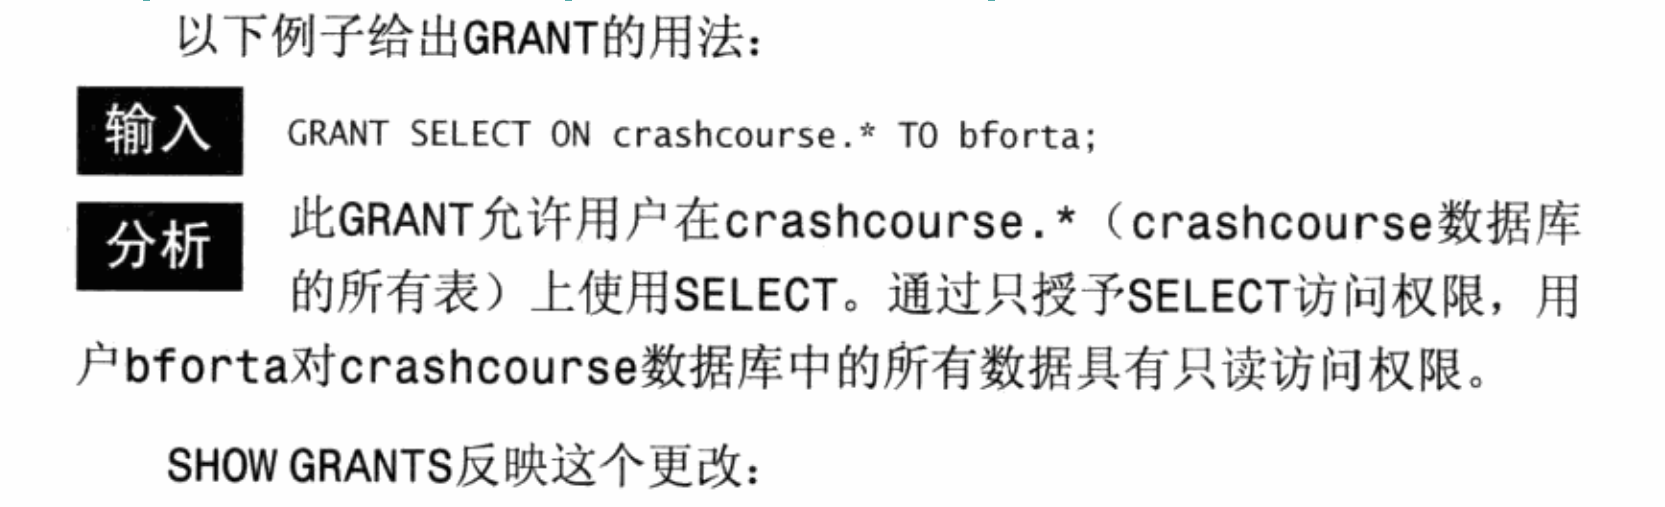 以下例子给出GRANT的用法：
输入 GRANT SELECT ON crashcourse.* TO bforta;
分析 此GRANT允许用户在crashcourse.*（crashcourse数据库
的所有表）上使用SELECT。通过只授予SELECT访问权限，用
户bforta对crashcourse数据库中的所有数据具有只读访问权限。
SHOW GRANTS反映这个更改：